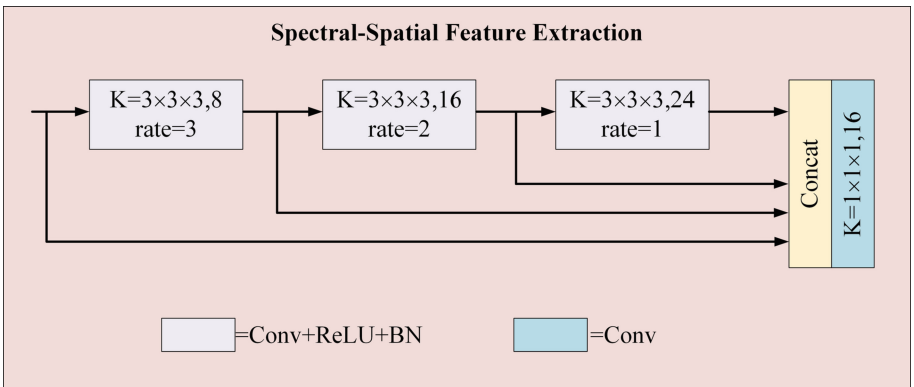 Spectral-Spatial Feature Extraction
K=3×3×3,8
rate=3
K=3×3×3,16
rate=2
K=3×3×3,24
rate=1
Concat
K=1×1×1,16
=Conv+ReLU+BN
=Conv